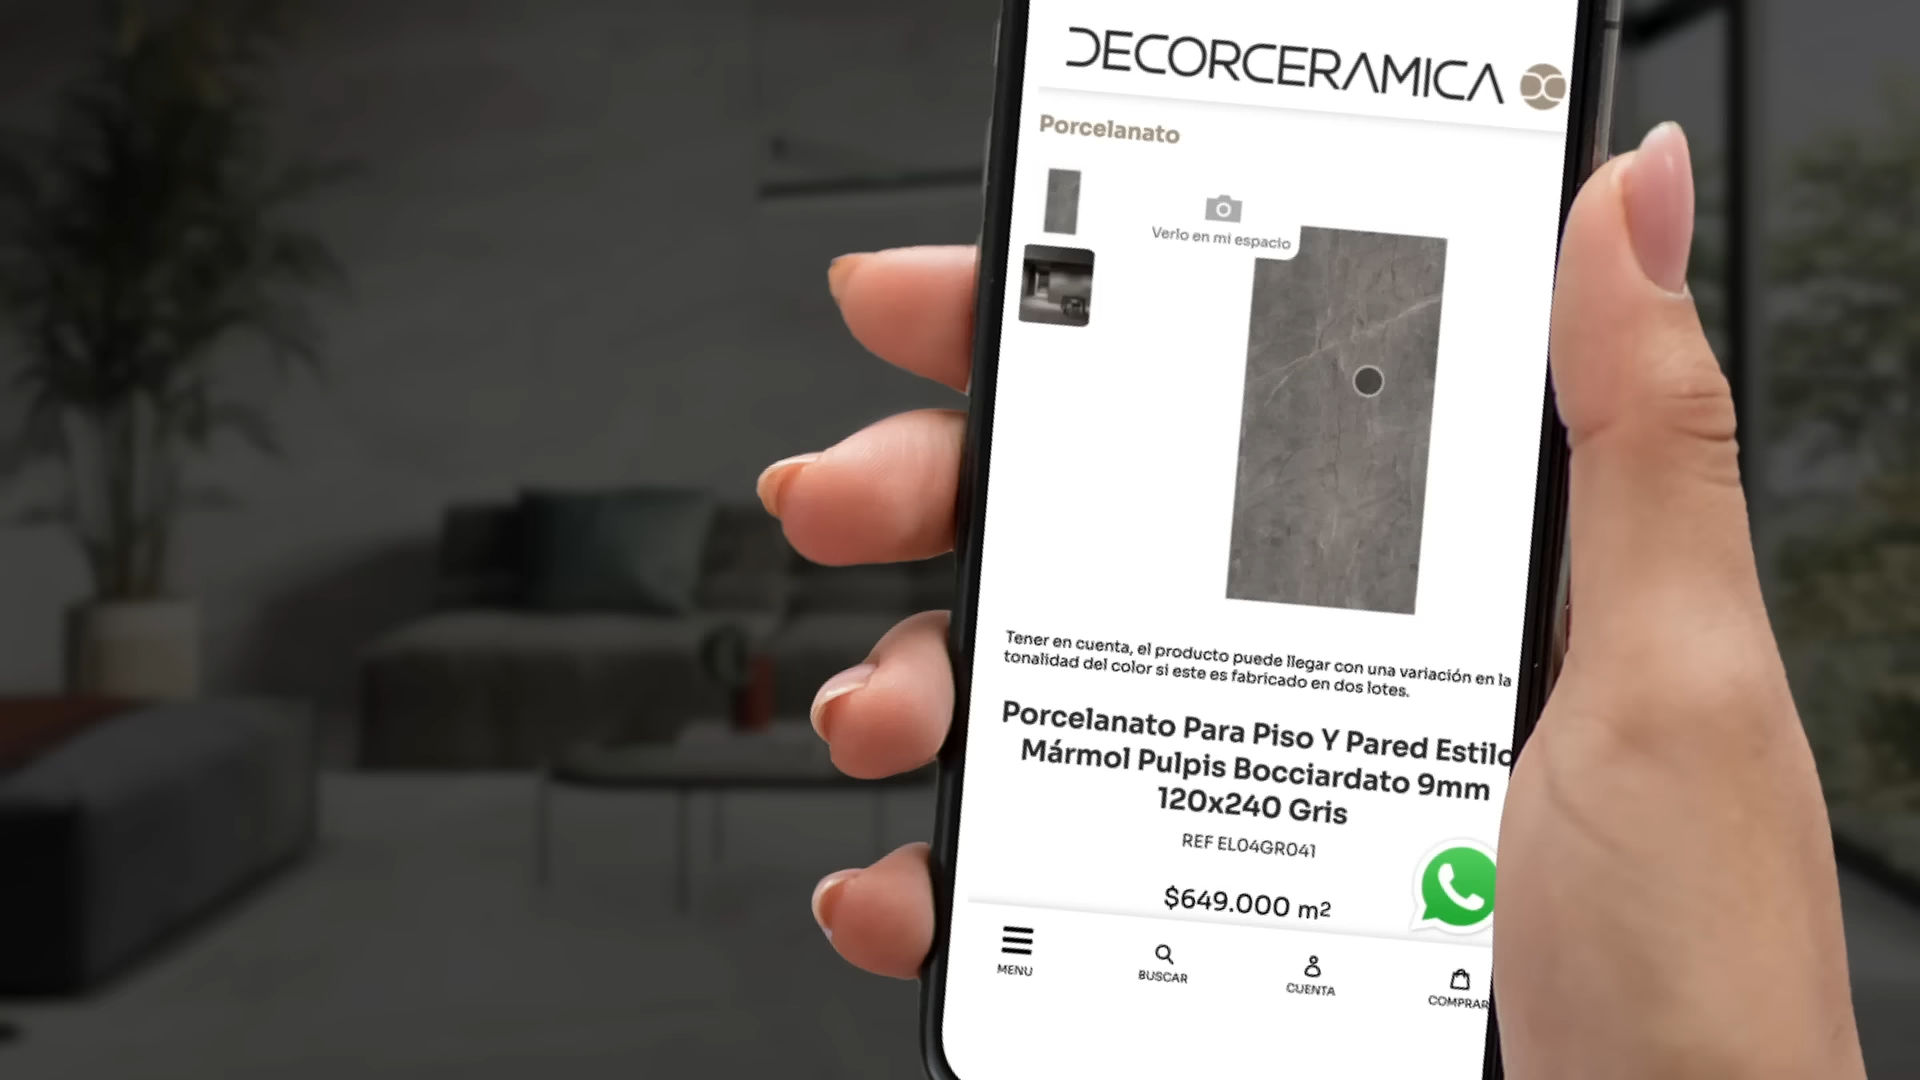 DECORCERAMICA
Porcelanato
Verlo en mi espacio
Tener en cuenta, el producto puede llegar con una variación en la
tonalidad del color si este es fabricado en dos lotes.
Porcelanato Para Piso Y Pared Estilo
Mármol Pulpis Bocciardato 9mm
120x240 Gris
REF EL04GR041
$649.000 m2
MENU
BUSCAR
CUENTA
COMPRAR